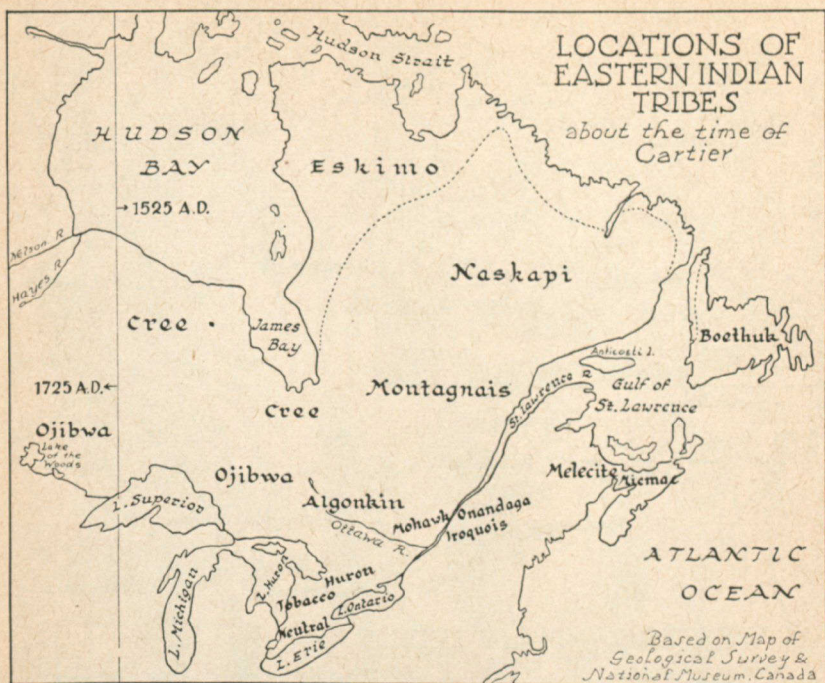 LOCATIONS OF
EASTERN INDIAN
TRIBES
about the time of
Cartier
Hudson Strait
HUDSON
BAY
Eskimo
→1525 A.D.
Nelson R.
Hayes R.
Naskapi
Cree
James
Bay
Boethuk
Anticosti I.
1725 A.D.←
Montagnais
St. Lawrence R.
Gulf of
St. Lawrence
Cree
Ojibwa
Lake
of the
Woods
Ojibwa
Melecite
Micmac
L. Superior
Algonkin
Ottawa R.
Mohawk
Onandaga
Iroquois
ATLANTIC
OCEAN
L. Michigan
L. Huron
Huron
Tobacco
L. Ontario
Neutral
L. Erie
Based on Map of
Geological Survey &
National Museum, Canada